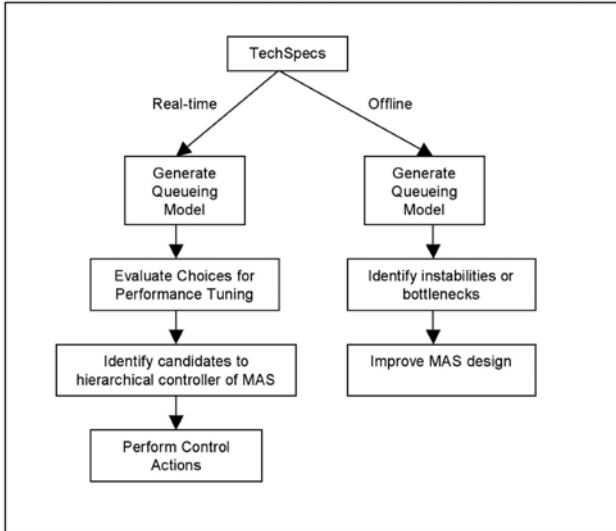 TechSpecs
Real-time
Offline
Generate
Queueing
Model
Generate
Queueing
Model
Evaluate Choices for
Performance Tuning
Identify instabilities or
bottlenecks
Identify candidates to
hierarchical controller of MAS
Improve MAS design
Perform Control
Actions